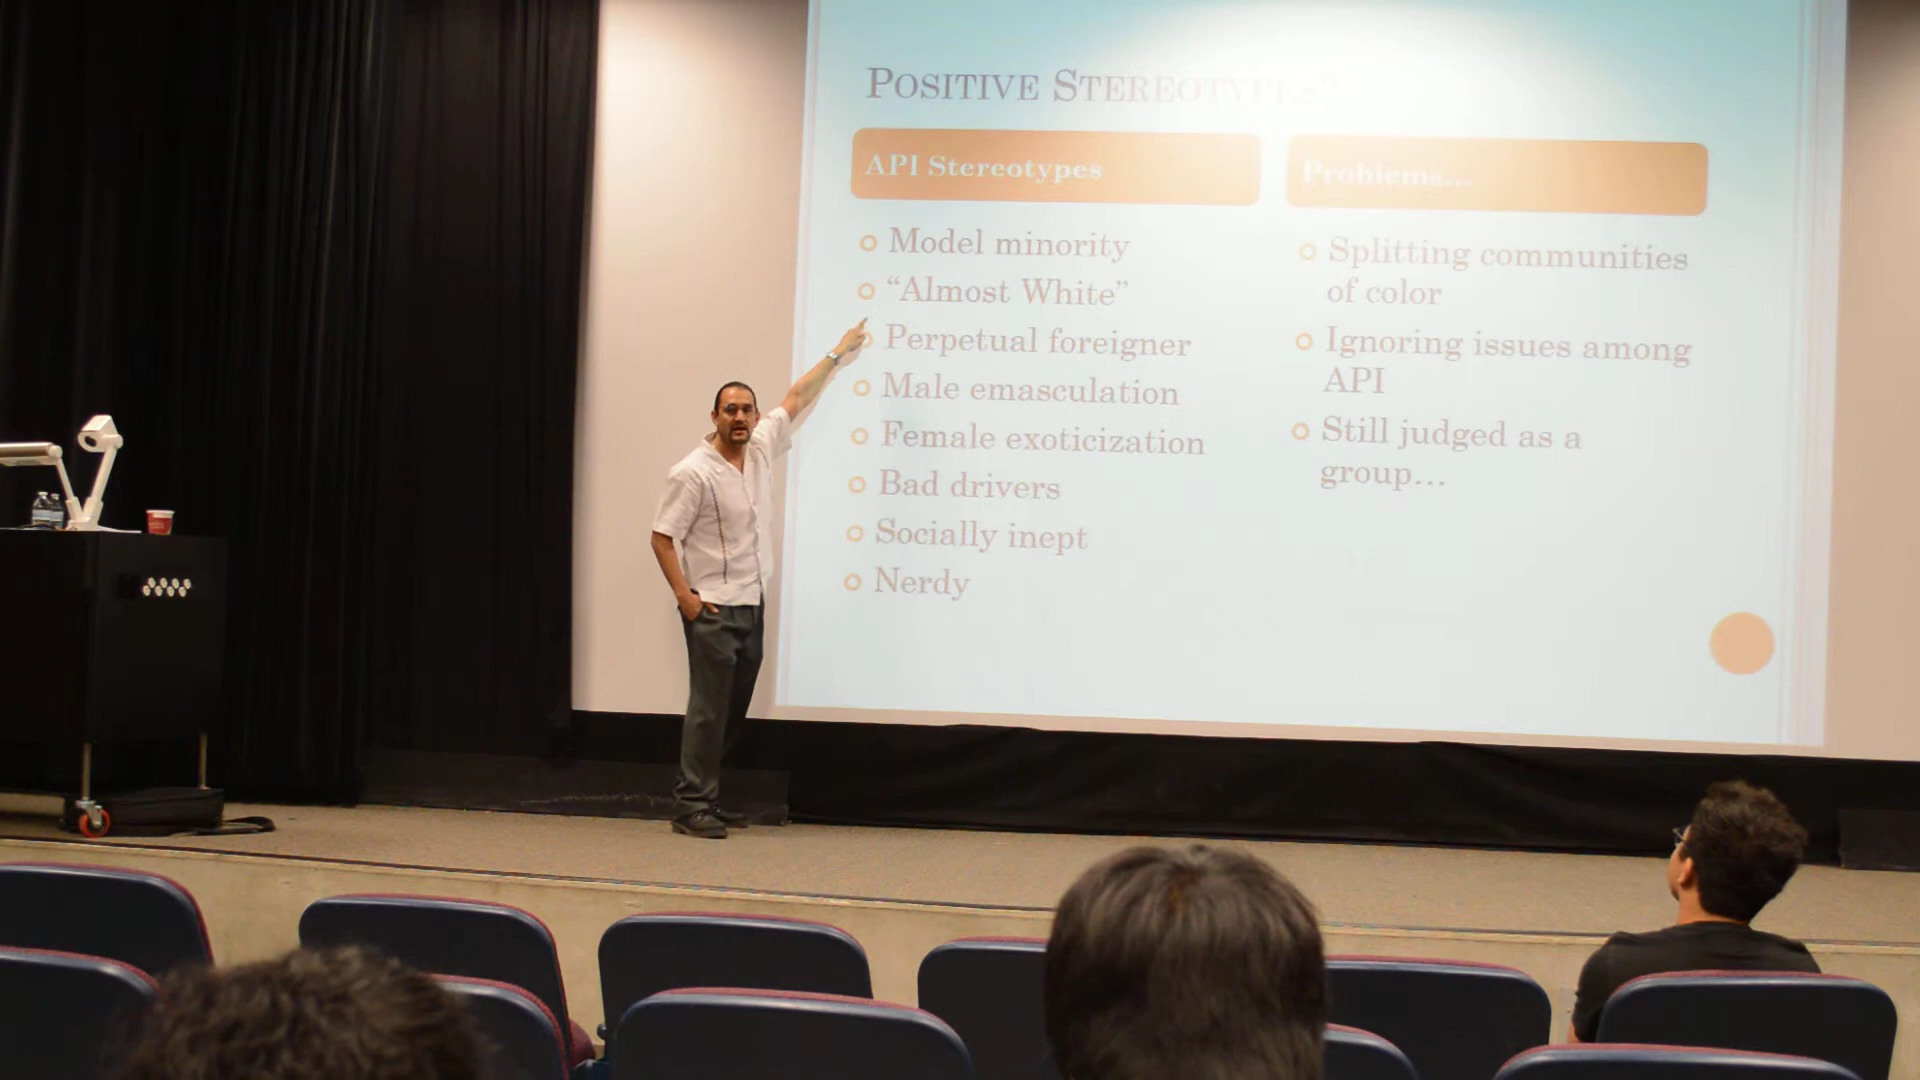 POSITIVE STEREOTYPES?
API Stereotypes
Model minority
“Almost White”
Perpetual foreigner
Male emasculation
Female exoticization
Bad drivers
Socially inept
Nerdy
Problems...
Splitting communities
of color
Ignoring issues among
API
Still judged as a
group...